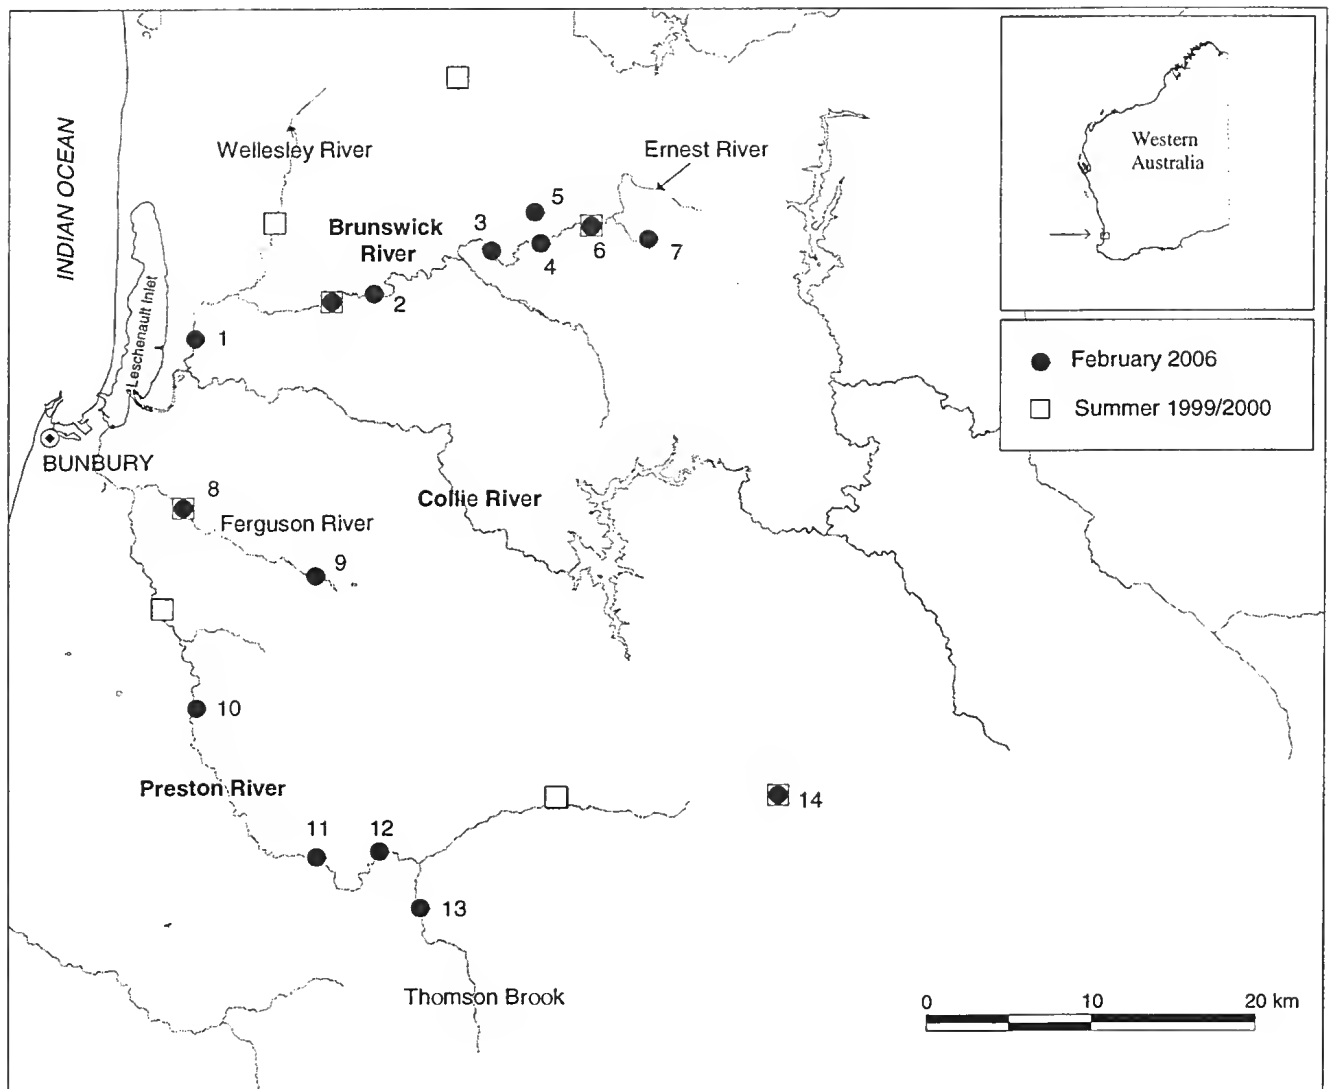 INDIAN OCEAN
Wellesley River
Ernest River
Western
Australia
Leschenault Inlet
Brunswick
River
3
5
4
6
7
2
1
February 2006
Summer 1999/2000
BUNBURY
8
Ferguson River
Collie River
9
10
Preston River
14
11
12
13
Thomson Brook
0
10
20 km